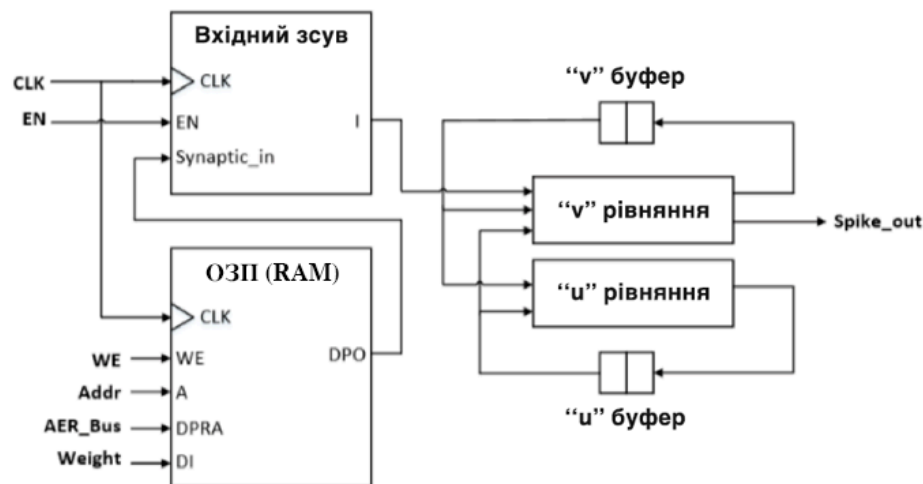 Вхідний зсув
CLK
CLK
EN
EN
I
Synaptic_in
“v” буфер
“v” рівняння
Spike_out
ОЗП (RAM)
“u” рівняння
CLK
WE
WE
DPO
Addr
A
AER_Bus
DPRA
Weight
DI
“u” буфер